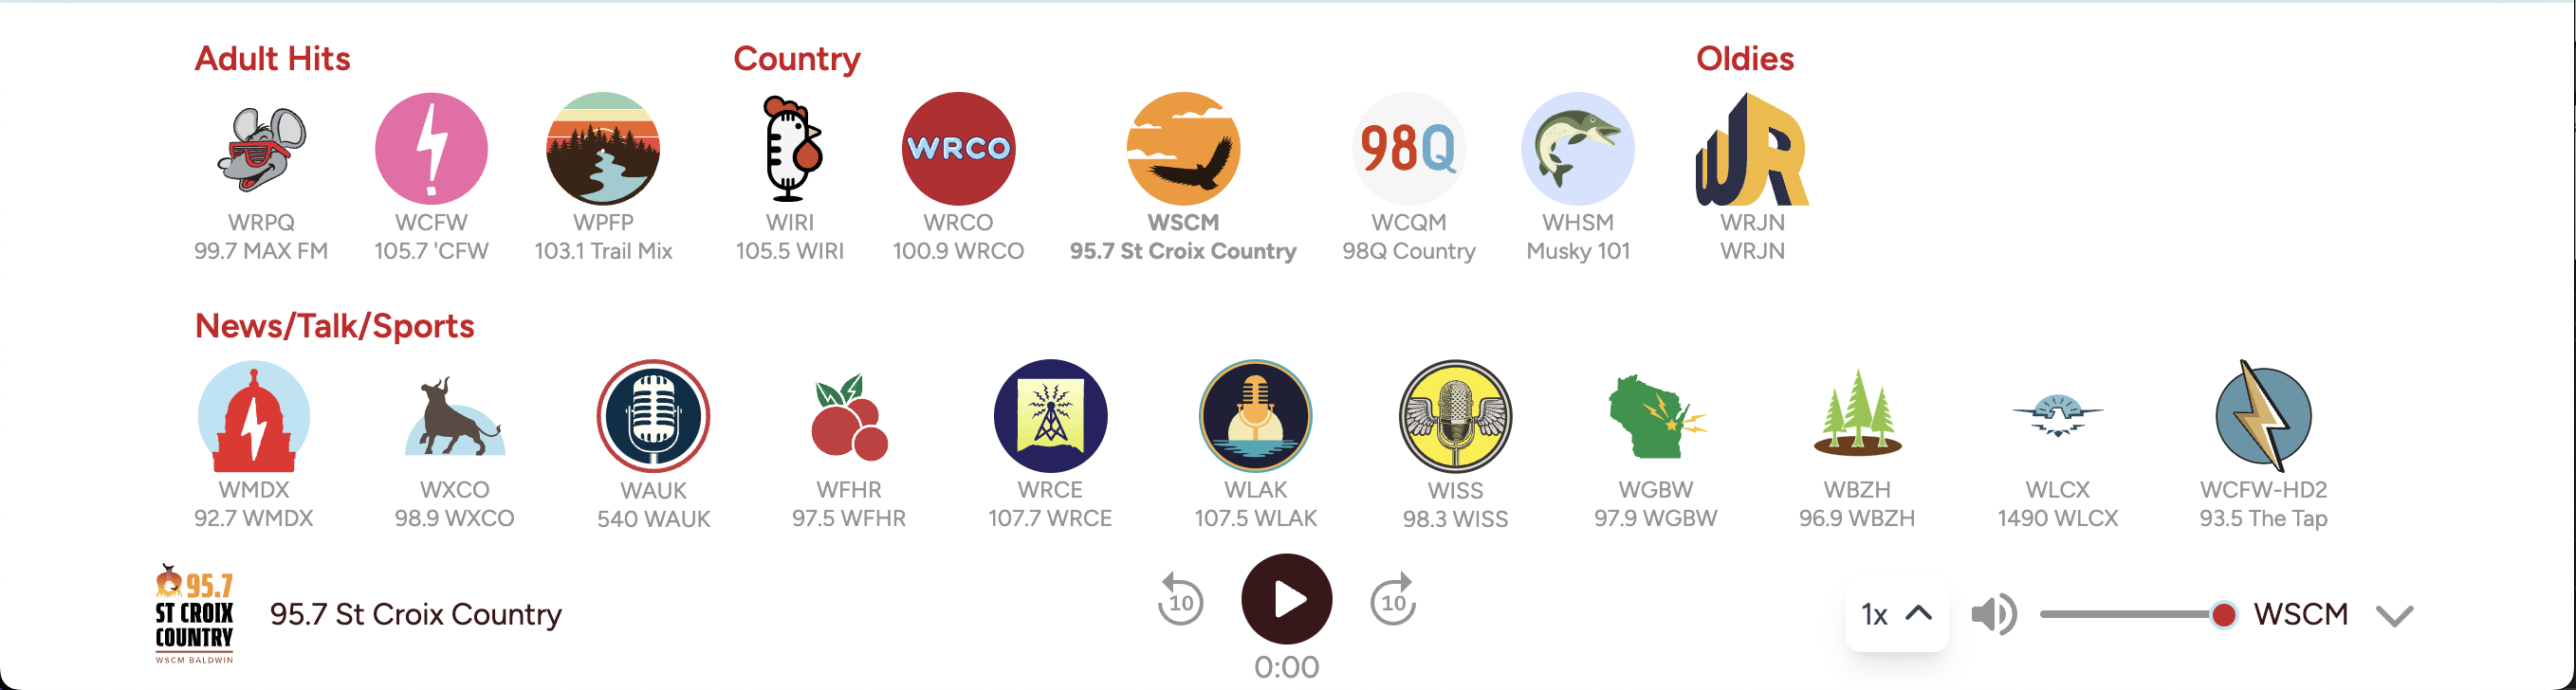 Adult Hits
Country
Oldies
WRCO
98Q
WR
WRPQ
99.7 MAX FM
WCFW
105.7 'CFW
WPFP
103.1 Trail Mix
WIRI
105.5 WIRI
WRCO
100.9 WRCO
WSCM
95.7 St Croix Country
WCQM
98Q Country
WHSM
Musky 101
WRJN
WRJN
News/Talk/Sports
WMDX
92.7 WMDX
WXCO
98.9 WXCO
WAUK
540 WAUK
WFHR
97.5 WFHR
WRCE
107.7 WRCE
WLAK
107.5 WLAK
WISS
98.3 WISS
WGBW
97.9 WGBW
WBZH
96.9 WBZH
WLCX
1490 WLCX
WCFW-HD2
93.5 The Tap
95.7
ST CROIX
COUNTRY
WSCM BALDWIN
95.7 St Croix Country
10
10
0:00
1x
WSCM